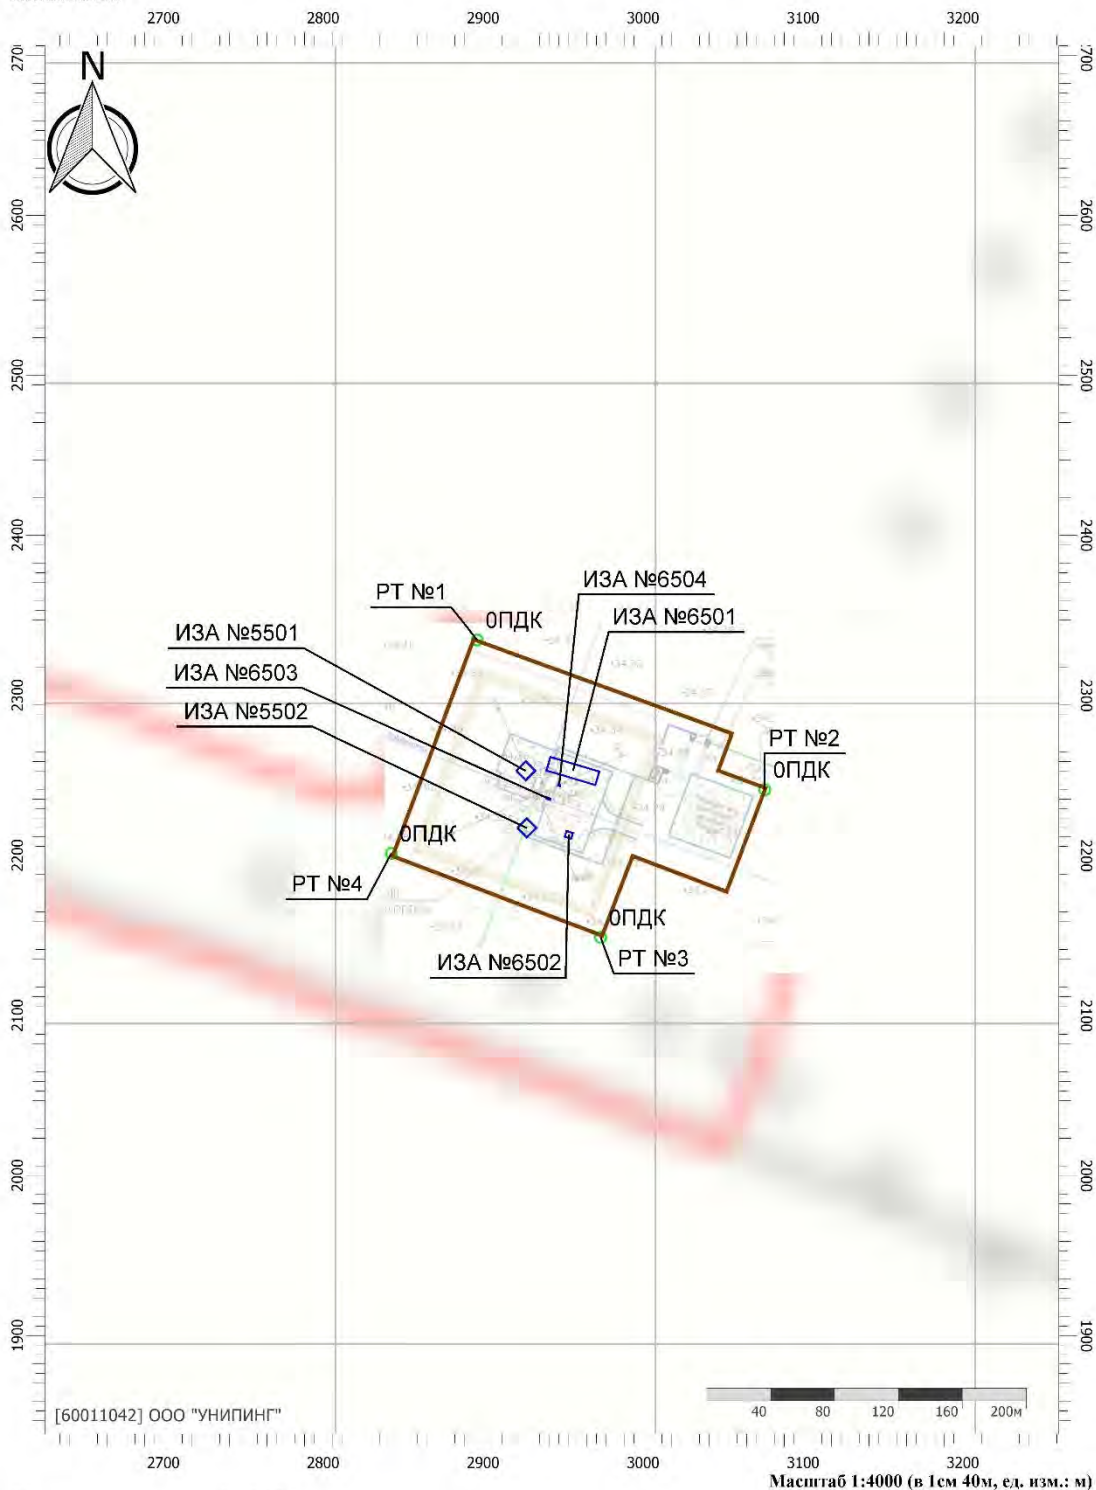 2700 2800 2900 3000 3100 3200
2700 2700
N
2600 2600
2500 2500
2400 2400
ИЗА №6504
РТ №1
ИЗА №6501
0ПДК
ИЗА №5501
ИЗА №6503
2300 2300
ИЗА №5502
РТ №2
0ПДК
0ПДК
2200 2200
РТ №4
0ПДК
ИЗА №6502
РТ №3
2100 2100
2000 2000
1900 1900
[60011042] ООО "УНИПИНГ"
40 80 120 160 200м
2700 2800 2900 3000 3100 3200
Масштаб 1:4000 (в 1см 40м, ед. изм.: м)